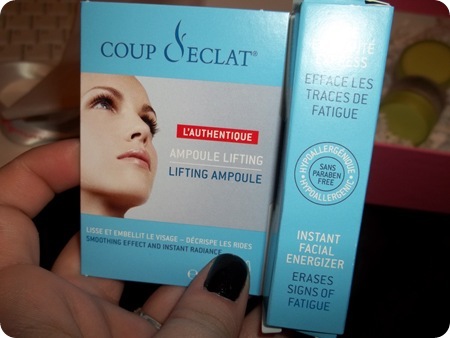 COUP D'ECLAT®
L'AUTHENTIQUE
AMPOULE LIFTING
LIFTING AMPOULE
LISSE ET EMBELLIT LE VISAGE – DÉCRISPE LES RIDES
SMOOTHING EFFECT AND INSTANT RADIANCE
EFFACE LES
TRACES DE
FATIGUE
HYPOALLERGÉNIQUE
SANS
PARABEN
FREE
HYPOALLERGENIC
INSTANT
FACIAL
ENERGIZER
ERASES
SIGNS OF
FATIGUE